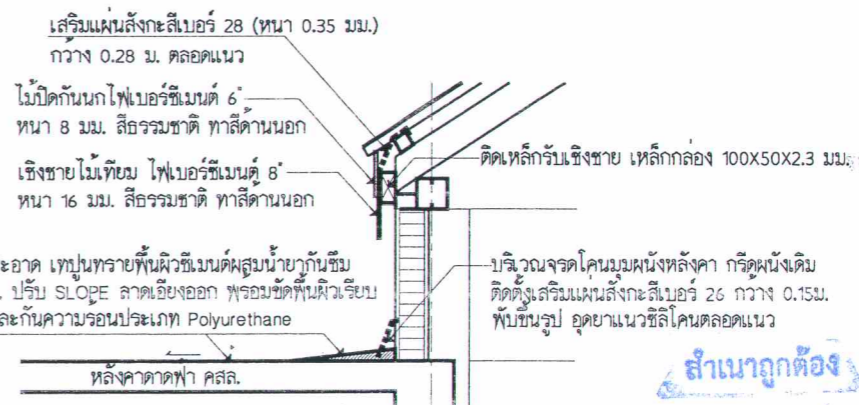 เสริมแผ่นสังกะสีเบอร์ 28 (หนา 0.35 มม.)
กว้าง 0.28 ม. ตลอดแนว
ไม้ปิดกันนกไฟเบอร์ซีเมนต์ 6"
หนา 8 มม. สีธรรมชาติ ทาสีด้านนอก
เชิงชายไม้เทียม ไฟเบอร์ซีเมนต์ 8"
หนา 16 มม. สีธรรมชาติ ทาสีด้านนอก
ติดเหล็กรับเชิงชาย เหล็กกล่อง 100X50X2.3 มม.
ะอาด เทปูนทรายพื้นผิวซีเมนต์ผสมน้ำยากันซึม
. ปรับ SLOPE ลาดเอียงออก พร้อมขัดพื้นผิวเรียบ
ละกันความร้อนประเภท Polyurethane
บริเวณจรดโคนมุมผนังหลังคา กรีดผนังเดิม
ติดตั้งเสริมแผ่นสังกะสีเบอร์ 26 กว้าง 0.15ม.
พับขึ้นรูป อุดยาแนวซิลิโคนตลอดแนว
หลังคาดาดฟ้า คสล.
สำเนาถูกต้อง